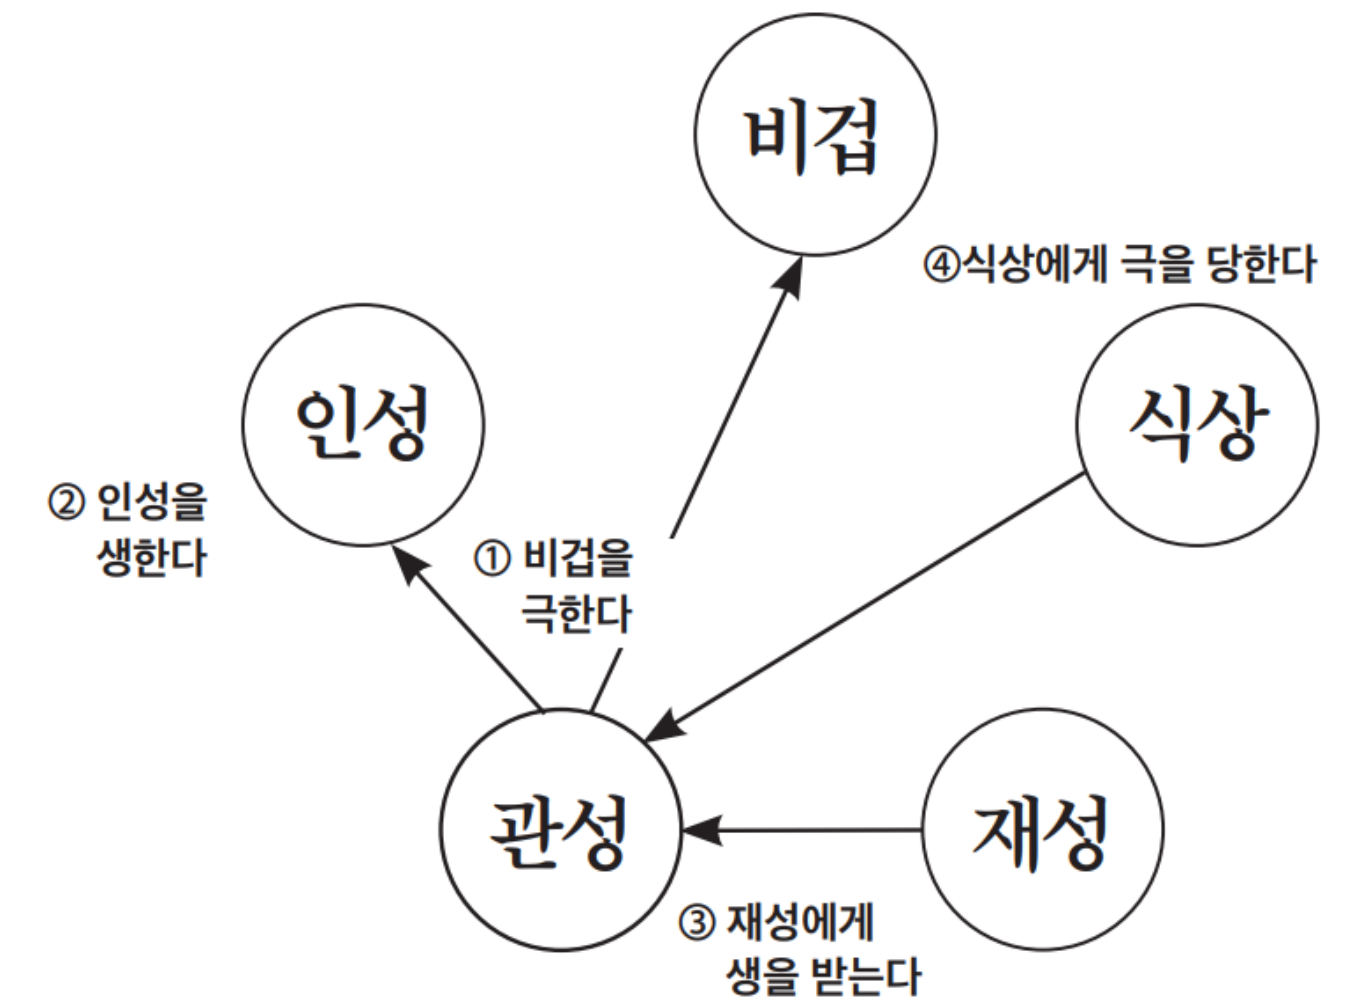 비겁
④식상에게 극을 당한다
인성
식상
② 인성을
생한다
① 비겁을
극한다
관성
재성
③ 재성에게
생을 받는다